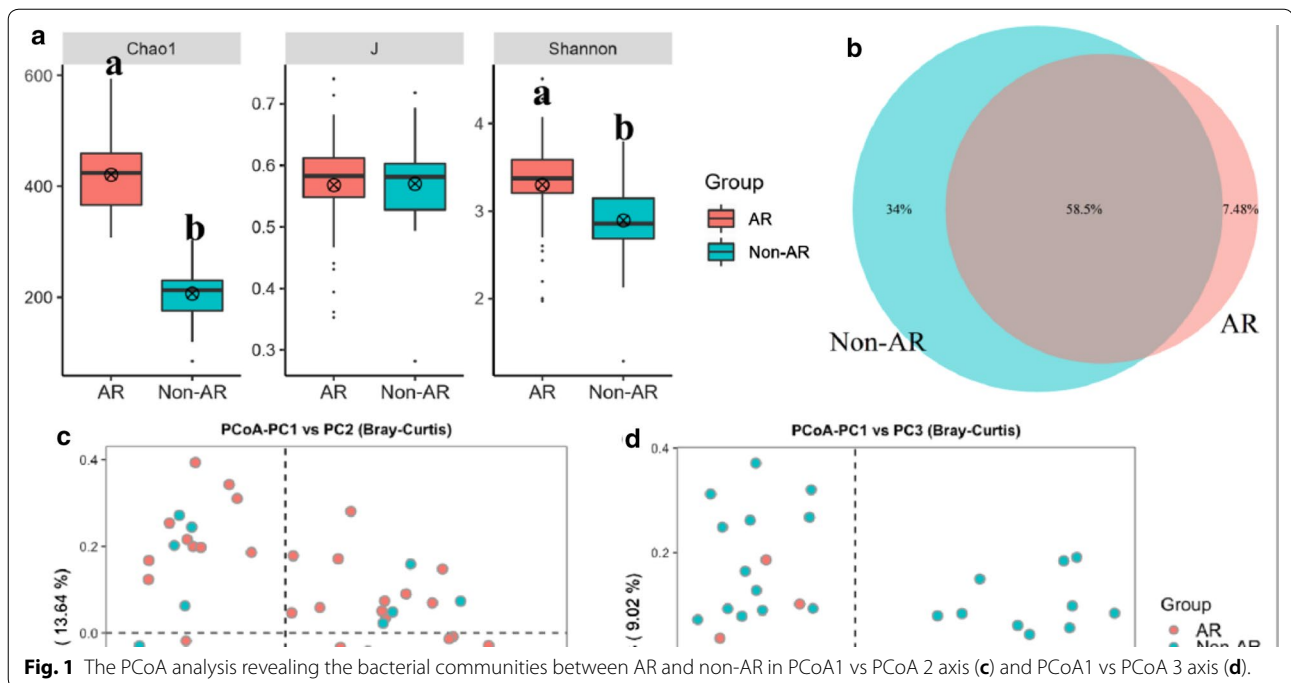 a
Chao1
J
Shannon
a
b
a
b
600
400
200
0.7
0.6
0.5
0.4
0.3
4
3
2
AR
Non-AR
AR
Non-AR
AR
Non-AR
Group
AR
Non-AR
b
34%
58.5%
7.48%
Non-AR
AR
c
PCoA-PC1 vs PC2 (Bray-Curtis)
0.4
0.2
0.0
( 13.64 %)
d
PCoA-PC1 vs PC3 (Bray-Curtis)
0.4
0.2
( 9.02 %)
Group
AR
Non-AR
Fig. 1 The PCoA analysis revealing the bacterial communities between AR and non-AR in PCoA1 vs PCoA 2 axis (c) and PCoA1 vs PCoA 3 axis (d).